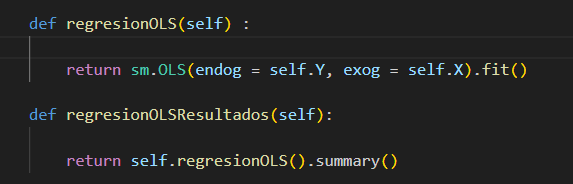 def regresionOLS(self) :
return sm.OLS(endog = self.Y, exog = self.X).fit()
def regresionOLSResultados(self):
return self.regresionOLS().summary()